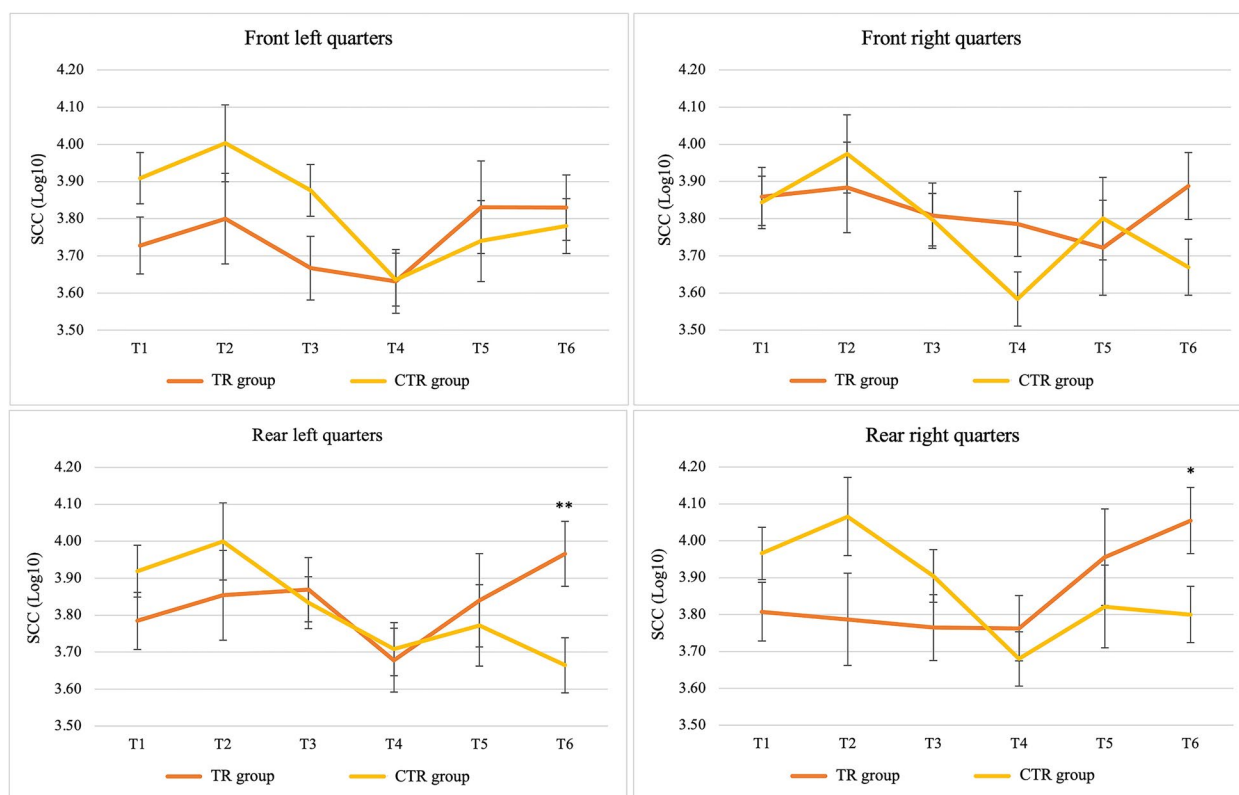 Front left quarters
SCC (Log10)
4.20
4.10
4.00
3.90
3.80
3.70
3.60
3.50
T1 T2 T3 T4 T5 T6
TR group CTR group
Front right quarters
SCC (Log10)
4.20
4.10
4.00
3.90
3.80
3.70
3.60
3.50
T1 T2 T3 T4 T5 T6
TR group CTR group
Rear left quarters
SCC (Log10)
4.20
4.10
4.00
3.90
3.80
3.70
3.60
3.50
**
T1 T2 T3 T4 T5 T6
TR group CTR group
Rear right quarters
SCC (Log10)
4.20
4.10
4.00
3.90
3.80
3.70
3.60
3.50
*
T1 T2 T3 T4 T5 T6
TR group CTR group